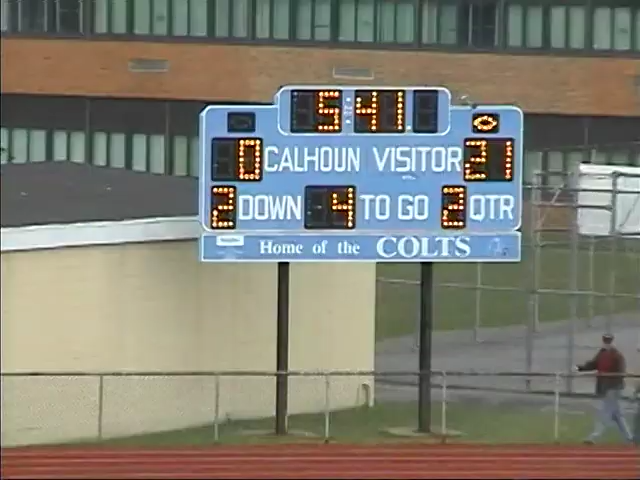 5:41
0 CALHOUN VISITOR 21
2 DOWN 4 TO GO 2 QTR
Home of the COLTS